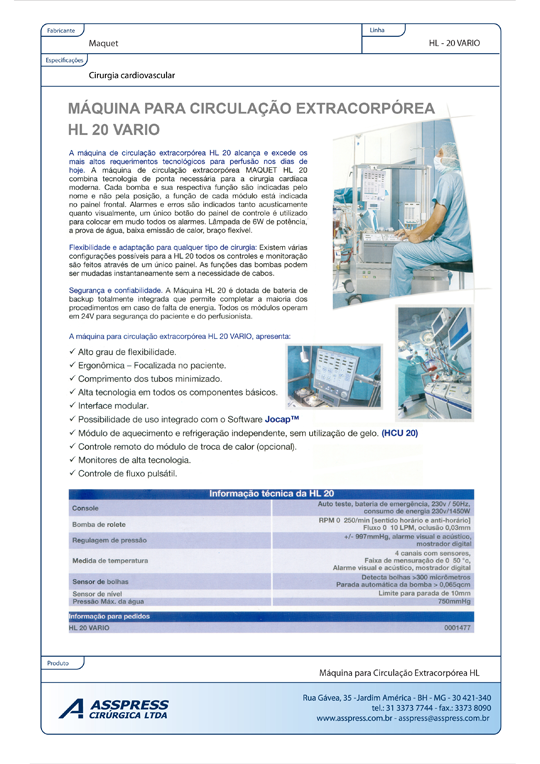 Fabricante
Linha
Maquet
HL - 20 VARIO
Especificações
Cirurgia cardiovascular
MÁQUINA PARA CIRCULAÇÃO EXTRACORPÓREA
HL 20 VARIO
A máquina de circulação extracorpórea HL 20 alcança e excede os
mais altos requerimentos tecnológicos para perfusão nos dias de
hoje. A máquina de circulação extracorpórea MAQUET HL 20
combina tecnologia de ponta necessária para a cirurgia cardíaca
moderna. Cada bomba e sua respectiva função são indicadas pelo
nome e não pela posição, a função de cada módulo está indicada
no painel frontal. Alarmes e erros são indicados tanto acusticamente
quanto visualmente, um único botão do painel de controle é utilizado
para colocar em mudo todos os alarmes. Lâmpada de 6W de potência,
a prova de água, baixa emissão de calor, braço flexível.
Flexibilidade e adaptação para qualquer tipo de cirurgia: Existem várias
configurações possíveis para a HL 20 todos os controles e monitoração
são feitos através de um único painel. As funções das bombas podem
ser mudadas instantaneamente sem a necessidade de cabos.
Segurança e confiabilidade. A Máquina HL 20 é dotada de bateria de
backup totalmente integrada que permite completar a maioria dos
procedimentos em caso de falta de energia. Todos os módulos operam
em 24V para segurança do paciente e do perfusionista.
A máquina para circulação extracorpórea HL 20 VARIO, apresenta:
✓ Alto grau de flexibilidade.
✓ Ergonômica – Focalizada no paciente.
✓ Comprimento dos tubos minimizado.
✓ Alta tecnologia em todos os componentes básicos.
✓ Interface modular.
✓ Possibilidade de uso integrado com o Software Jocap™
✓ Módulo de aquecimento e refrigeração independente, sem utilização de gelo. (HCU 20)
✓ Controle remoto do módulo de troca de calor (opcional).
✓ Monitores de alta tecnologia.
✓ Controle de fluxo pulsátil.
Informação técnica da HL 20
Console
Auto teste, bateria de emergência, 230v / 50Hz,
consumo de energia 230v/1450W
Bomba de rolete
RPM 0 250/min [sentido horário e anti-horário]
Fluxo 0 10 LPM, oclusão 0,03mm
Regulagem de pressão
+/- 997mmHg, alarme visual e acústico,
mostrador digital
Medida de temperatura
4 canais com sensores,
Faixa de mensuração de 0 50 °c,
Alarme visual e acústico, mostrador digital
Sensor de bolhas
Detecta bolhas >300 micrômetros
Parada automática da bomba > 0,065qcm
Sensor de nível
Limite para parada de 10mm
Pressão Máx. da água
750mmHg
Informação para pedidos
HL 20 VARIO
0001477
Produto
Máquina para Circulação Extracorpórea HL
ASSPRESS
CIRÚRGICA LTDA
Rua Gávea, 35 - Jardim América - BH - MG - 30 421-340
tel.: 31 3373 7744 - fax.: 3373 8090
www.asspress.com.br - asspress@asspress.com.br